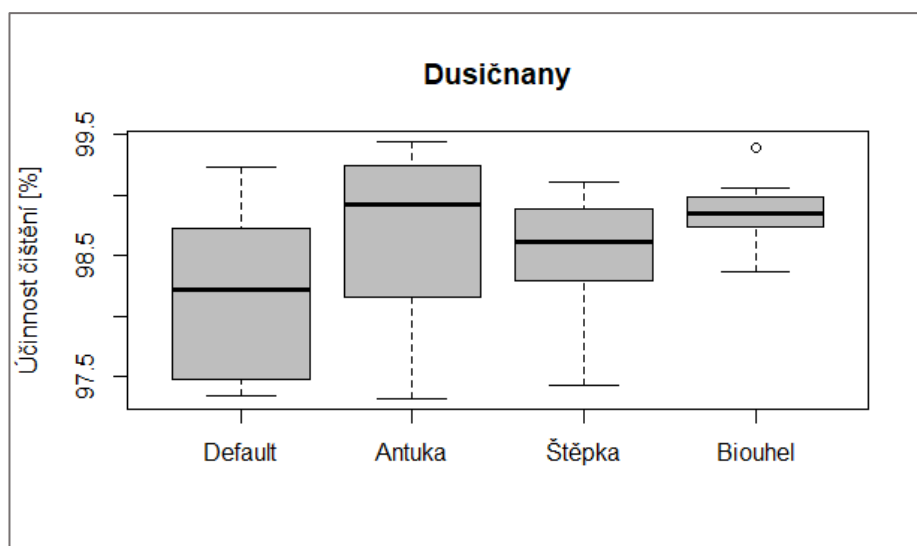 Dusičnany
Účinnost čištění [%]
99.5
98.5
97.5
Default Antuka Štěpka Biouhel